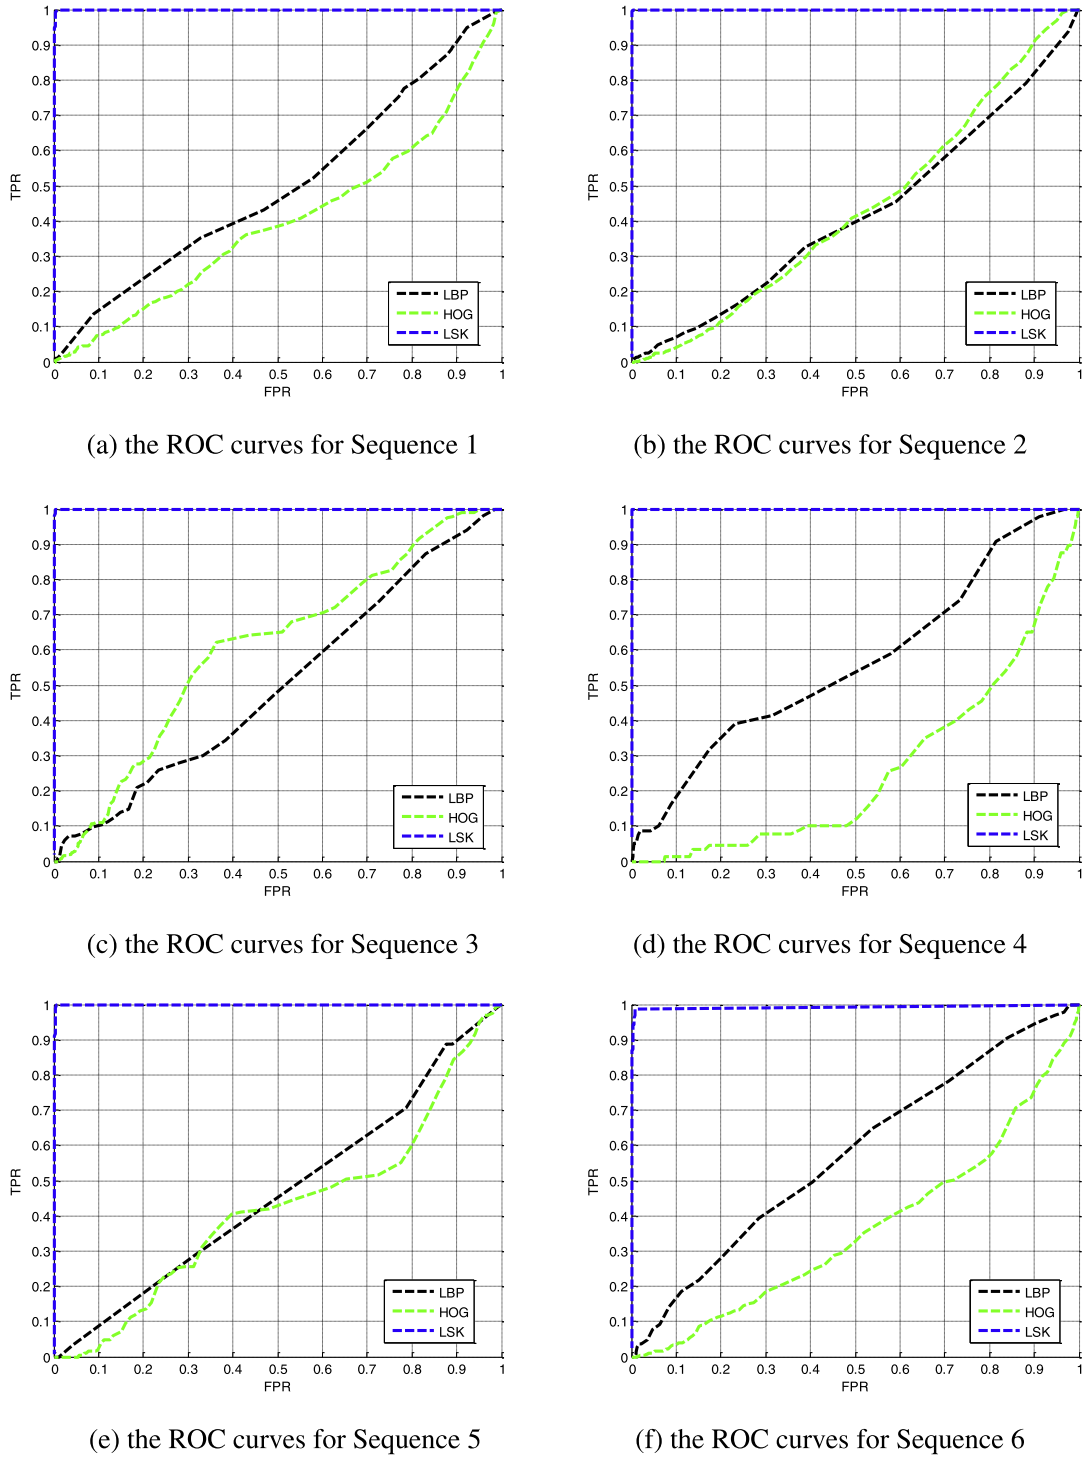 1
0.9
0.8
0.7
0.6
0.5
0.4
0.3
0.2
0.1
0
TPR
LBP
HOG
LSK
0 0.1 0.2 0.3 0.4 0.5 0.6 0.7 0.8 0.9 1
FPR
(a) the ROC curves for Sequence 1
1
0.9
0.8
0.7
0.6
0.5
0.4
0.3
0.2
0.1
0
TPR
LBP
HOG
LSK
0 0.1 0.2 0.3 0.4 0.5 0.6 0.7 0.8 0.9 1
FPR
(b) the ROC curves for Sequence 2
1
0.9
0.8
0.7
0.6
0.5
0.4
0.3
0.2
0.1
0
TPR
LBP
HOG
LSK
0 0.1 0.2 0.3 0.4 0.5 0.6 0.7 0.8 0.9 1
FPR
(c) the ROC curves for Sequence 3
1
0.9
0.8
0.7
0.6
0.5
0.4
0.3
0.2
0.1
0
TPR
LBP
HOG
LSK
0 0.1 0.2 0.3 0.4 0.5 0.6 0.7 0.8 0.9 1
FPR
(d) the ROC curves for Sequence 4
1
0.9
0.8
0.7
0.6
0.5
0.4
0.3
0.2
0.1
0
TPR
LBP
HOG
LSK
0 0.1 0.2 0.3 0.4 0.5 0.6 0.7 0.8 0.9 1
FPR
(e) the ROC curves for Sequence 5
1
0.9
0.8
0.7
0.6
0.5
0.4
0.3
0.2
0.1
0
TPR
LBP
HOG
LSK
0 0.1 0.2 0.3 0.4 0.5 0.6 0.7 0.8 0.9 1
FPR
(f) the ROC curves for Sequence 6